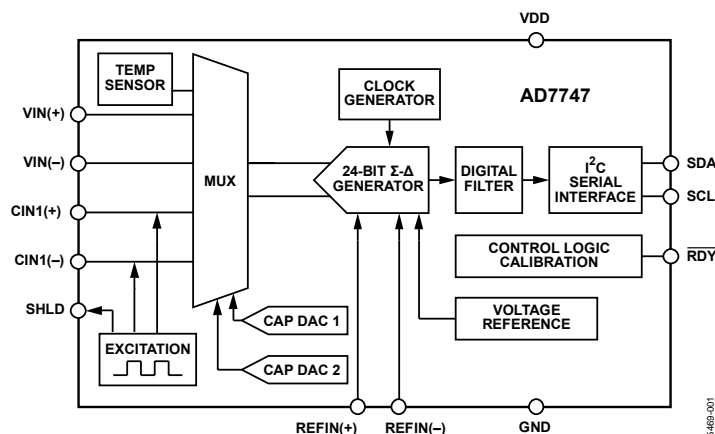 VDD
TEMP
SENSOR
CLOCK
GENERATOR
AD7747
VIN(+)
VIN(–)
MUX
24-BIT Σ-Δ
GENERATOR
DIGITAL
FILTER
I2C
SERIAL
INTERFACE
SDA
SCL
CIN1(+)
CIN1(–)
CONTROL LOGIC
CALIBRATION
RDY
SHLD
EXCITATION
CAP DAC 1
CAP DAC 2
VOLTAGE
REFERENCE
REFIN(+)
REFIN(–)
GND